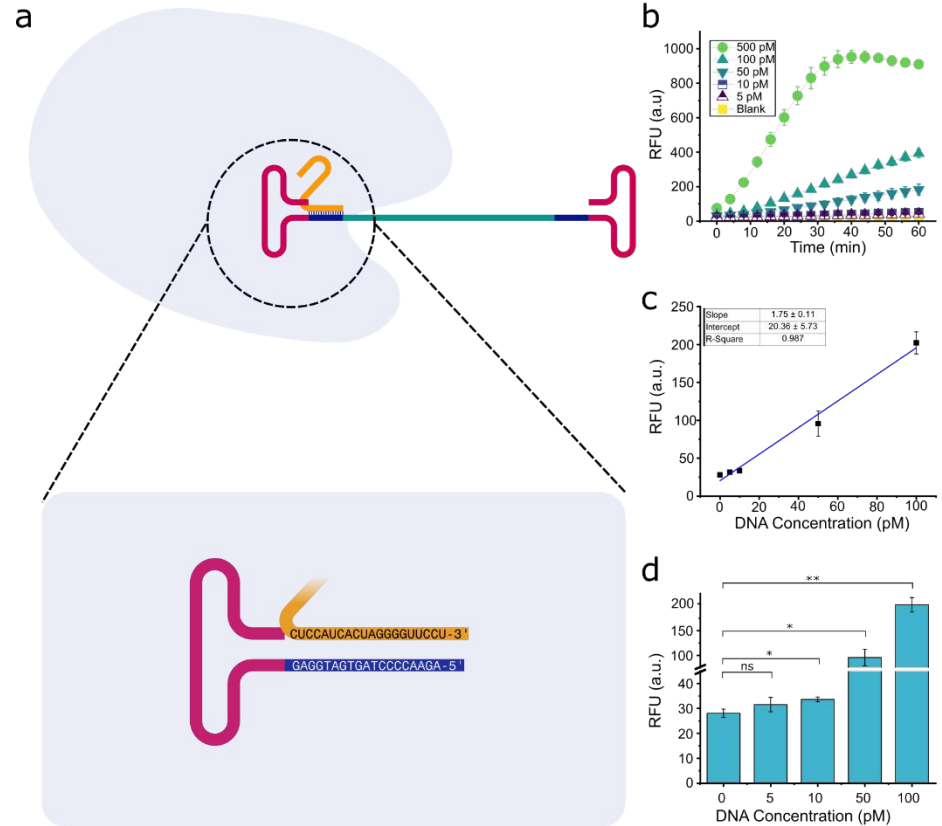 a
CUCCAUCACUAGGGGUUCCU-3'
GAGGTAGTGATCCCCAAGA-5'
b
RFU (a.u)
1000
800
600
400
200
0
500 pM
100 pM
50 pM
10 pM
5 pM
Blank
0 10 20 30 40 50 60
Time (min)
c
RFU (a.u.)
250
200
150
100
50
0
Slope 1.75 ± 0.11
Intercept 20.36 ± 5.73
R-Square 0.987
0 20 40 60 80 100
DNA Concentration (pM)
d
RFU (a.u.)
200
150
100
40
30
20
10
0
**
*
*
ns
0 5 10 50 100
DNA Concentration (pM)